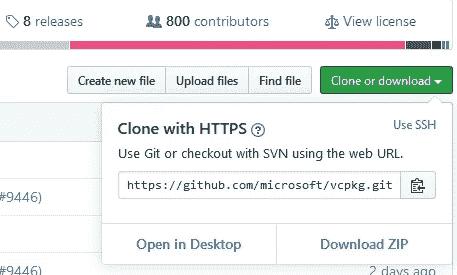 8 releases
800 contributors
View license
Create new file
Upload files
Find file
Clone or download
Clone with HTTPS ?
Use SSH
Use Git or checkout with SVN using the web URL.
https://github.com/microsoft/vcpkg.git
Open in Desktop
Download ZIP
#9446)
#9446)
2 days ago